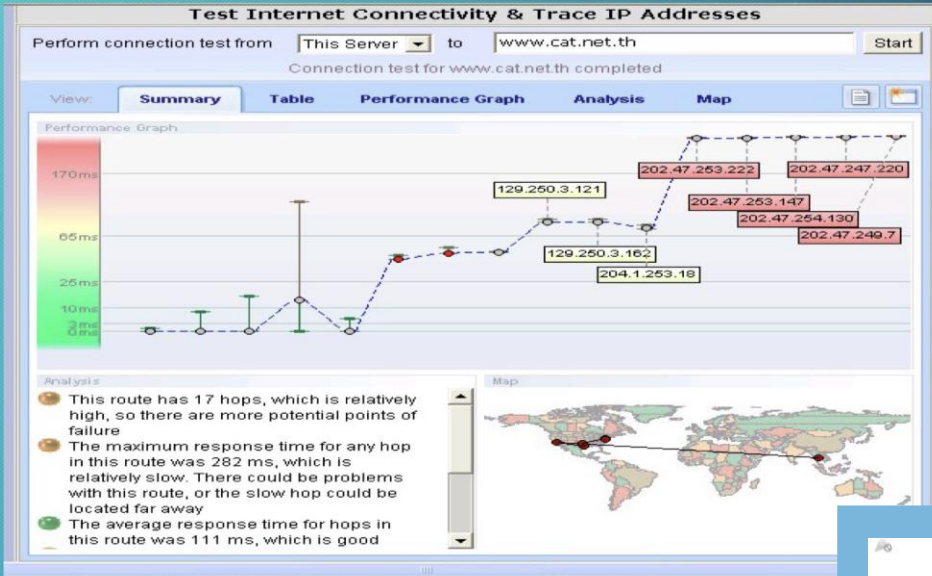 Test Internet Connectivity & Trace IP Addresses
Perform connection test from This Server to www.cat.net.th Start
Connection test for www.cat.net.th completed
View: Summary Table Performance Graph Analysis Map
Performance Graph
170ms
65ms
25ms
10ms
3ms
0ms
129.250.3.121
129.250.3.162
204.1.253.18
202.47.253.222
202.47.247.220
202.47.253.147
202.47.254.130
202.47.249.7
Analysis
This route has 17 hops, which is relatively
high, so there are more potential points of
failure
The maximum response time for any hop
in this route was 282 ms, which is
relatively slow. There could be problems
with this route, or the slow hop could be
located far away
The average response time for hops in
this route was 111 ms, which is good
Map